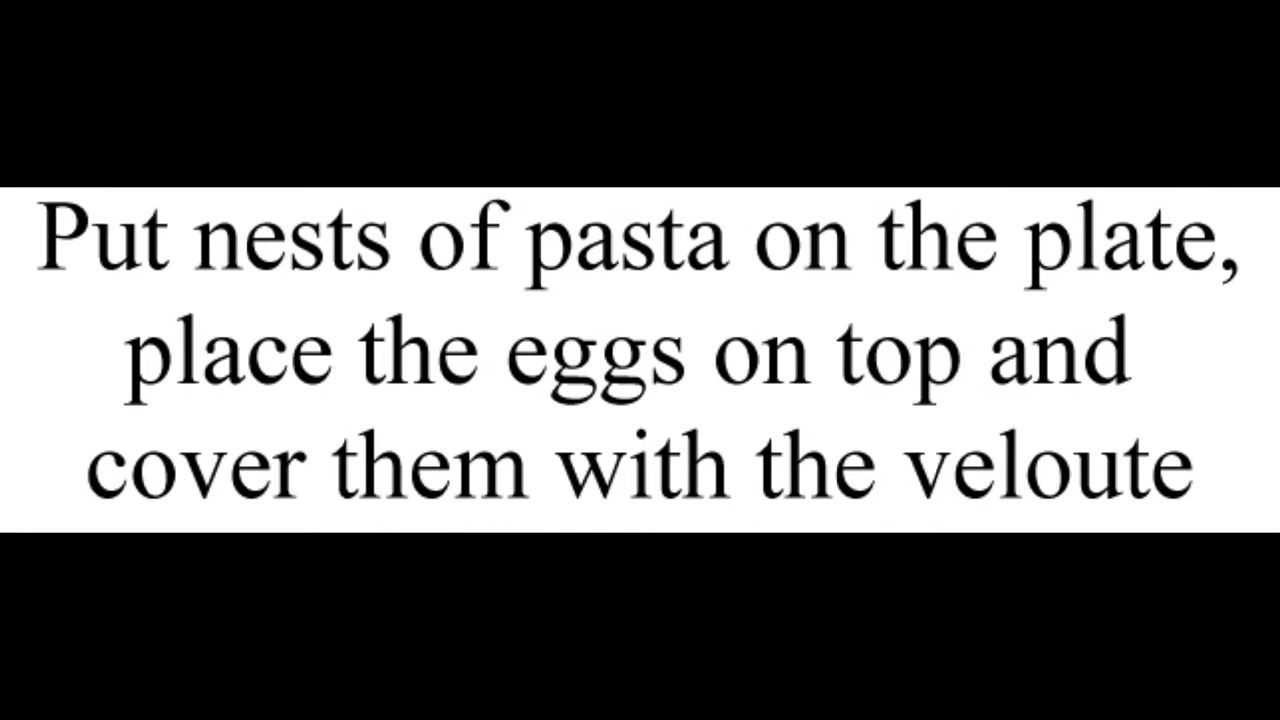 Put nests of pasta on the plate,
place the eggs on top and
cover them with the veloute